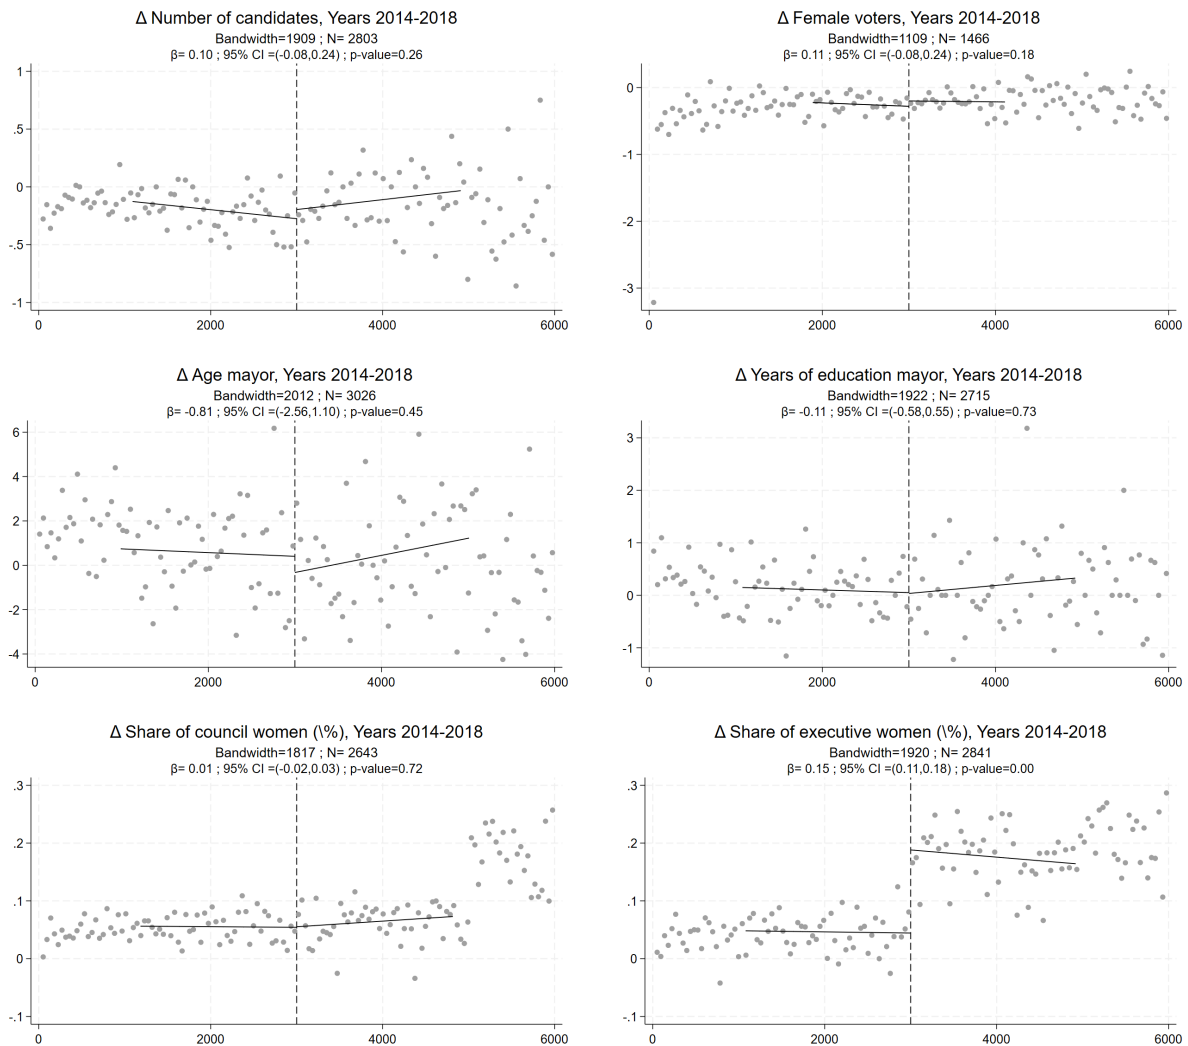 Δ Number of candidates, Years 2014-2018
Bandwidth=1909 ; N= 2803
β= 0.10 ; 95% CI =(-0.08,0.24) ; p-value=0.26
1
.5
0
-.5
-1
0 2000 4000 6000
Δ Female voters, Years 2014-2018
Bandwidth=1109 ; N= 1466
β= 0.11 ; 95% CI =(-0.08,0.24) ; p-value=0.18
0
-1
-2
-3
0 2000 4000 6000
Δ Age mayor, Years 2014-2018
Bandwidth=2012 ; N= 3026
β= -0.81 ; 95% CI =(-2.56,1.10) ; p-value=0.45
6
4
2
0
-2
-4
0 2000 4000 6000
Δ Years of education mayor, Years 2014-2018
Bandwidth=1922 ; N= 2715
β= -0.11 ; 95% CI =(-0.58,0.55) ; p-value=0.73
3
2
1
0
-1
0 2000 4000 6000
Δ Share of council women (\%), Years 2014-2018
Bandwidth=1817 ; N= 2643
β= 0.01 ; 95% CI =(-0.02,0.03) ; p-value=0.72
.3
.2
.1
0
-.1
0 2000 4000 6000
Δ Share of executive women (\%), Years 2014-2018
Bandwidth=1920 ; N= 2841
β= 0.15 ; 95% CI =(0.11,0.18) ; p-value=0.00
.3
.2
.1
0
-.1
0 2000 4000 6000